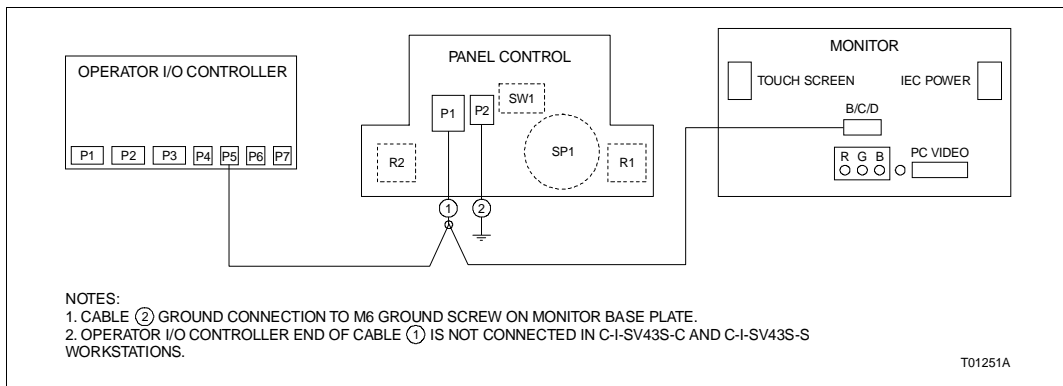 OPERATOR I/O CONTROLLER
P1 P2 P3 P4 P5 P6 P7
PANEL CONTROL
P1 P2 SW1
R2 SP1 R1
1 2
MONITOR
TOUCH SCREEN IEC POWER
B/C/D
R G B PC VIDEO
NOTES:
1. CABLE 2 GROUND CONNECTION TO M6 GROUND SCREW ON MONITOR BASE PLATE.
2. OPERATOR I/O CONTROLLER END OF CABLE 1 IS NOT CONNECTED IN C-I-SV43S-C AND C-I-SV43S-S
WORKSTATIONS.
T01251A